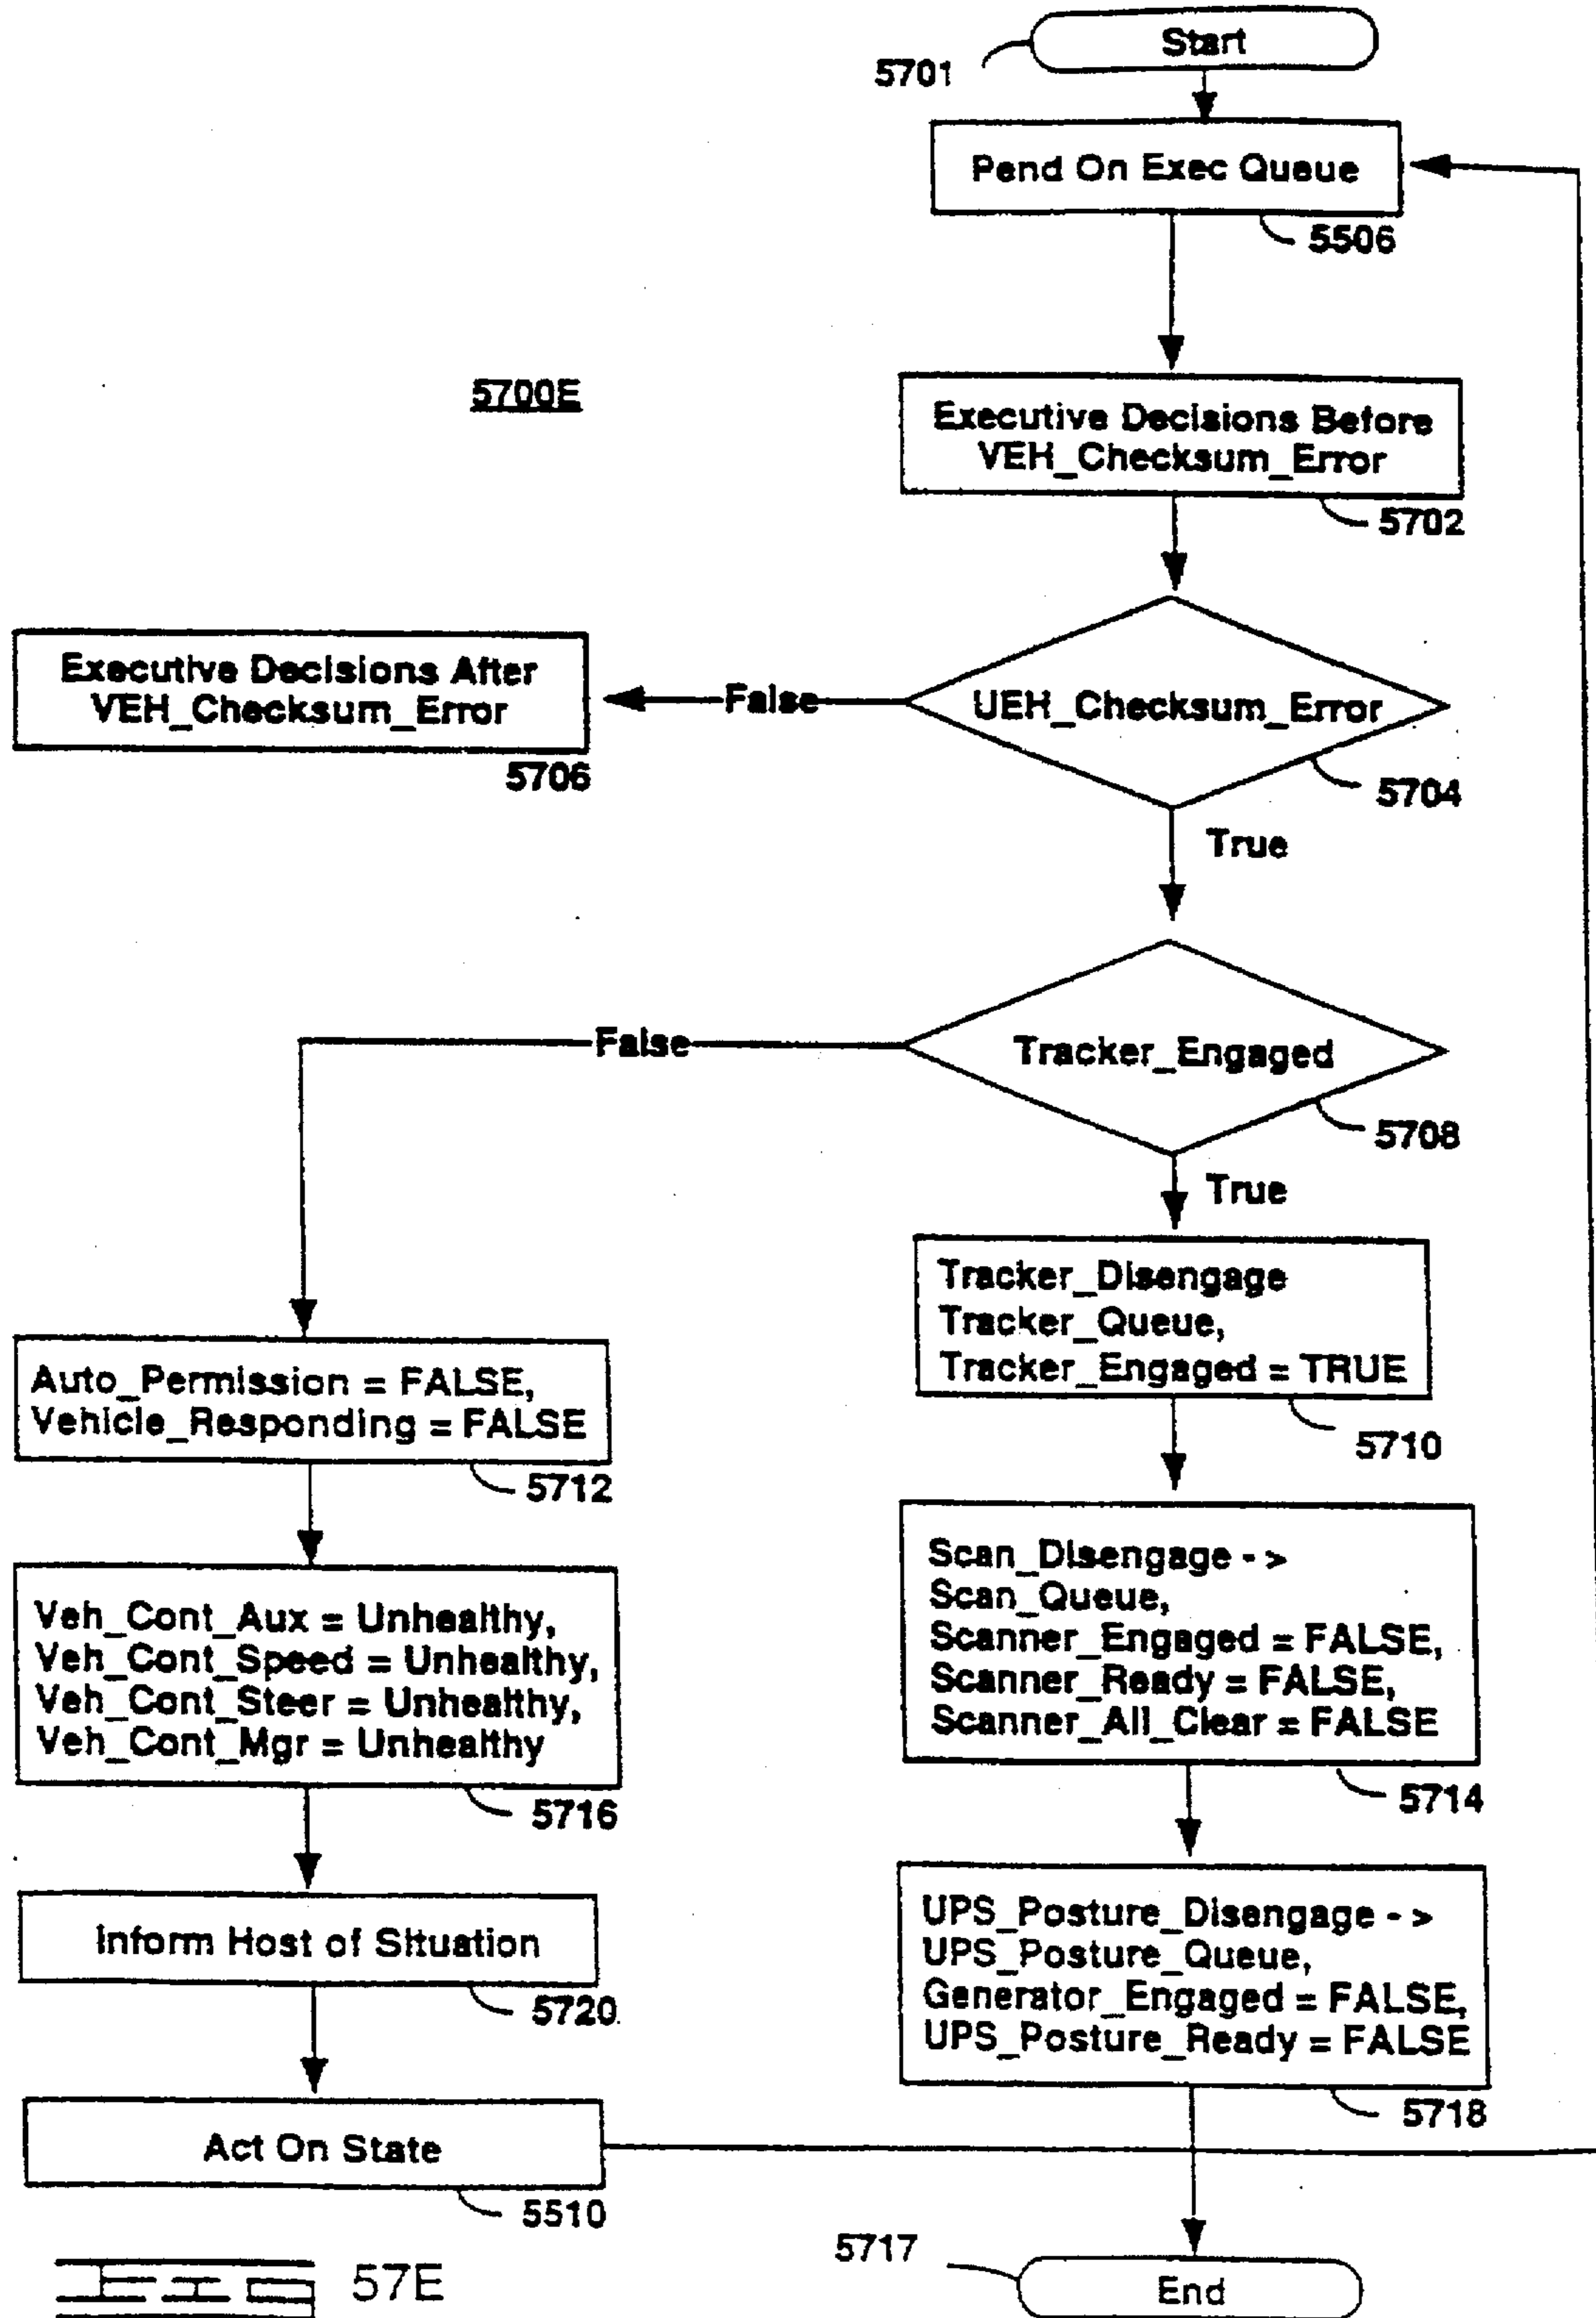 Start
5701
Pend On Exec Queue
5506
5700E
Executive Decisions Before
VEH_Checksum_Error
5702
Executive Decisions After
VEH_Checksum_Error
5706
False
UEH_Checksum_Error
5704
True
False
Tracker_Engaged
5708
True
Tracker_Disengage
Tracker_Queue,
Tracker_Engaged = TRUE
5710
Auto_Permission = FALSE,
Vehicle_Responding = FALSE
5712
Scan_Disengage - >
Scan_Queue,
Scanner_Engaged = FALSE,
Scanner_Ready = FALSE,
Scanner_All_Clear = FALSE
5714
Veh_Cont_Aux = Unhealthy,
Veh_Cont_Speed = Unhealthy,
Veh_Cont_Steer = Unhealthy,
Veh_Cont_Mgr = Unhealthy
5716
UPS_Posture_Disengage - >
UPS_Posture_Queue,
Generator_Engaged = FALSE,
UPS_Posture_Ready = FALSE
5718
Inform Host of Situation
5720
Act On State
5510
5717
End
FIG 57E